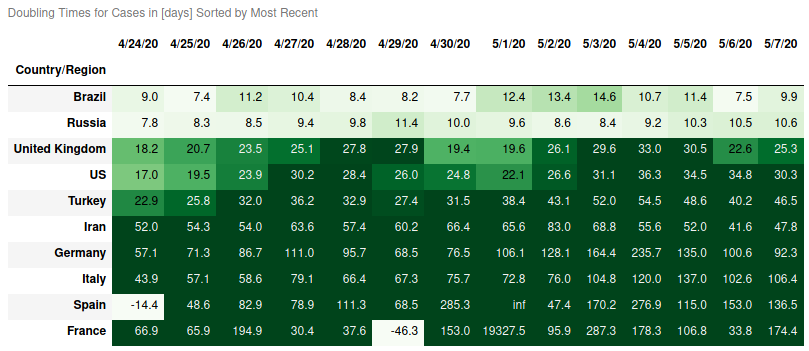 Doubling Times for Cases in [days] Sorted by Most Recent
4/24/20 4/25/20 4/26/20 4/27/20 4/28/20 4/29/20 4/30/20 5/1/20 5/2/20 5/3/20 5/4/20 5/5/20 5/6/20 5/7/20
Country/Region
Brazil 9.0 7.4 11.2 10.4 8.4 8.2 7.7 12.4 13.4 14.6 10.7 11.4 7.5 9.9
Russia 7.8 8.3 8.5 9.4 9.8 11.4 10.0 9.6 8.6 8.4 9.2 10.3 10.5 10.6
United Kingdom 18.2 20.7 23.5 25.1 27.8 27.9 19.4 19.6 26.1 29.6 33.0 30.5 22.6 25.3
US 17.0 19.5 23.9 30.2 28.4 26.0 24.8 22.1 26.6 31.1 36.3 34.5 34.8 30.3
Turkey 22.9 25.8 32.0 36.2 32.9 27.4 31.5 38.4 43.1 52.0 54.5 48.6 40.2 46.5
Iran 52.0 54.3 54.0 63.6 57.4 60.2 66.4 65.6 83.0 68.8 55.6 52.0 41.6 47.8
Germany 57.1 71.3 86.7 111.0 95.7 68.5 76.5 106.1 128.1 164.4 235.7 135.0 100.6 92.3
Italy 43.9 57.1 58.6 79.1 66.4 67.3 75.7 72.8 76.0 104.8 120.0 137.0 102.6 106.4
Spain -14.4 48.6 82.9 78.9 111.3 68.5 285.3 inf 47.4 170.2 276.9 115.0 153.0 136.5
France 66.9 65.9 194.9 30.4 37.6 -46.3 153.0 19327.5 95.9 287.3 178.3 106.8 33.8 174.4